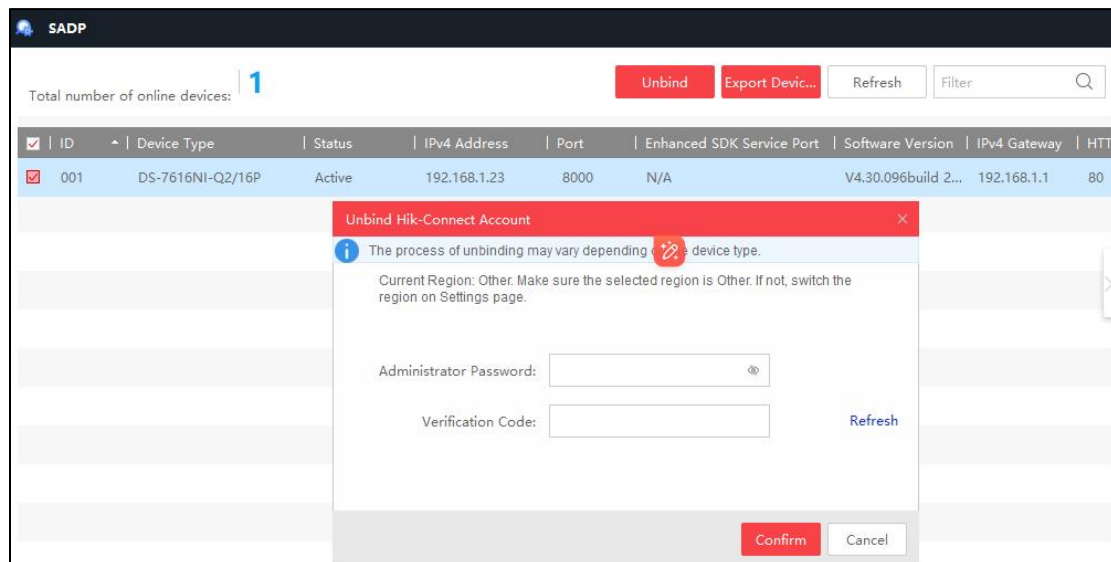 SADP
Total number of online devices: 1
Unbind Export Devic... Refresh Filter
ID Device Type Status IPv4 Address Port Enhanced SDK Service Port Software Version IPv4 Gateway HTT
001 DS-7616NI-Q2/16P Active 192.168.1.23 8000 N/A V4.30.096build 2... 192.168.1.1 80
Unbind Hik-Connect Account
The process of unbinding may vary depending device type.
Current Region: Other. Make sure the selected region is Other. If not, switch the
region on Settings page.
Administrator Password:
Verification Code: Refresh
Confirm Cancel